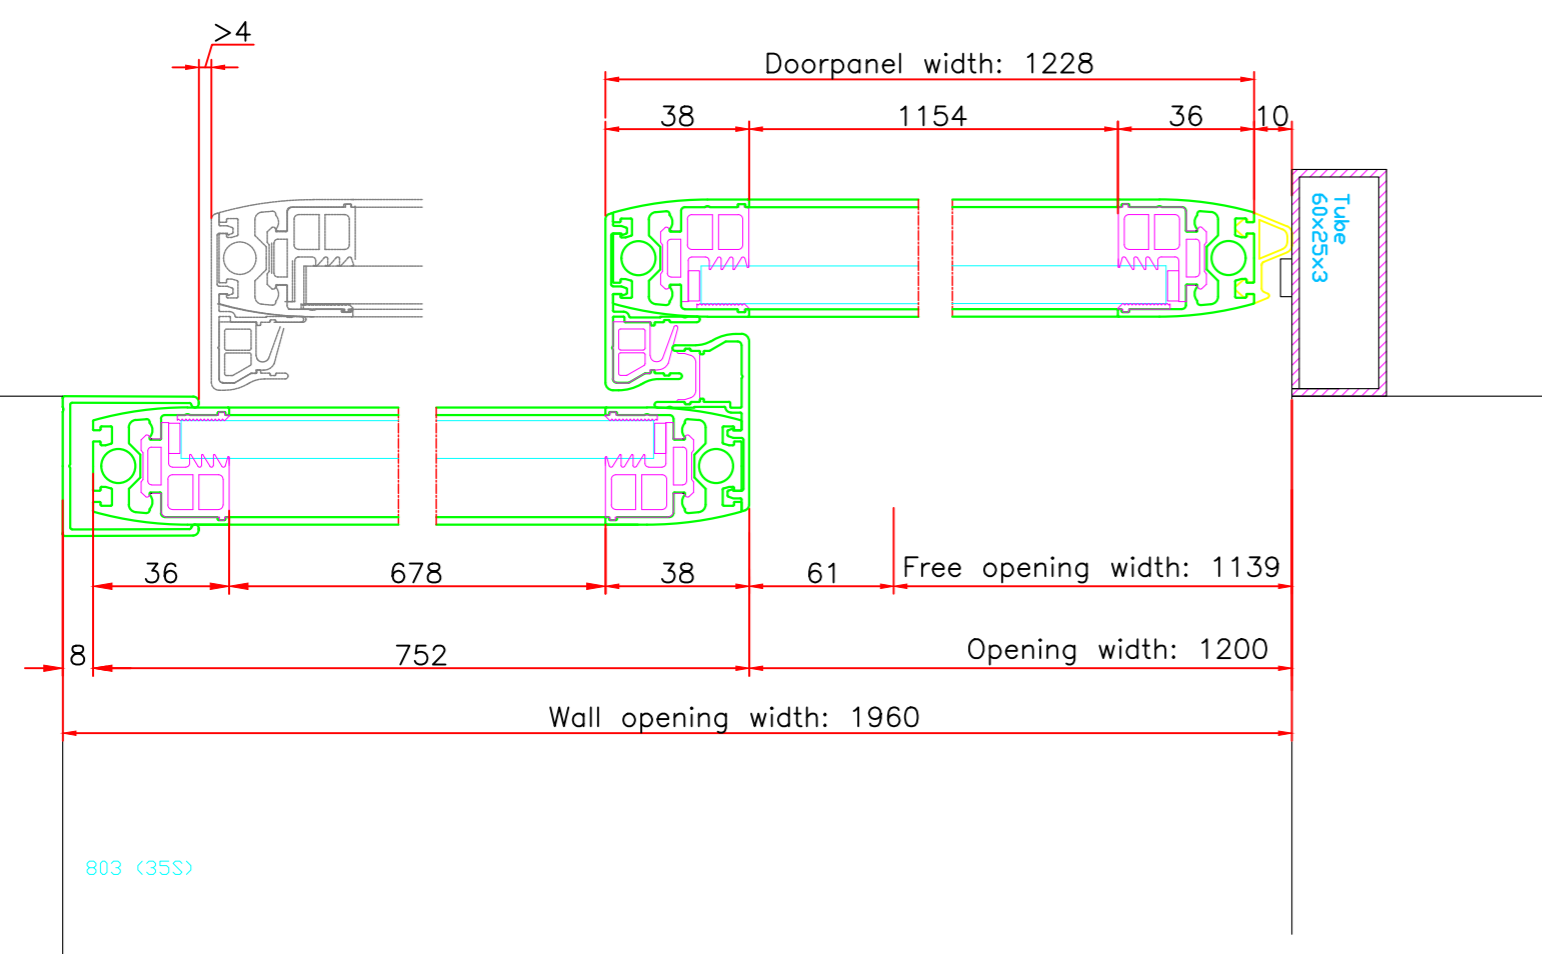 >4
Doorpanel width: 1228
38
1154
36
10
Tube
60x25x3
36
678
38
61
Free opening width: 1139
8
752
Opening width: 1200
Wall opening width: 1960
803 (35S)